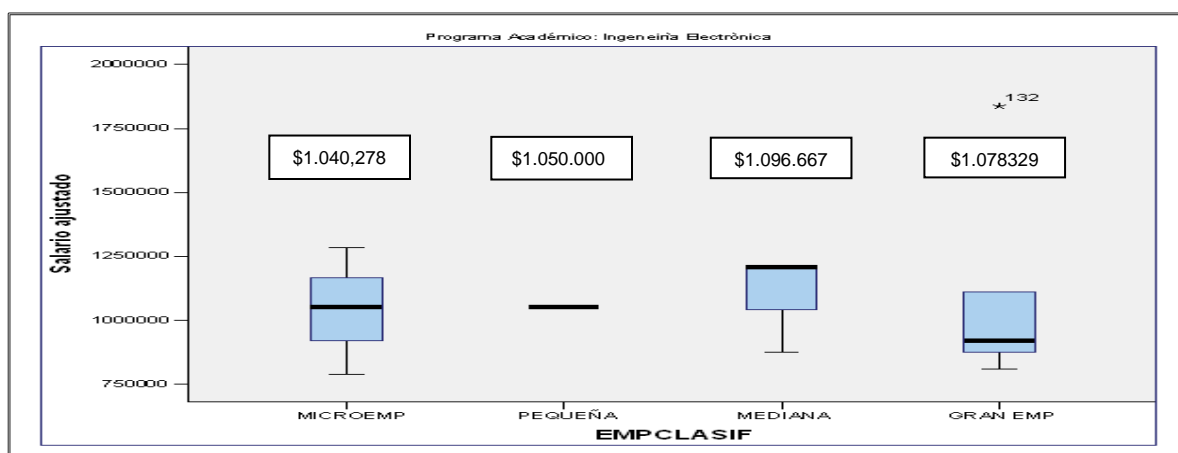 Programa Académico: Ingeneiría Electrónica
2000000
*132
1750000
$1.040,278 $1.050.000 $1.096.667 $1.078329
1500000
Salario ajustado
1250000
1000000
750000
MICROEMP PEQUEÑA MEDIANA GRAN EMP
EMPCLASIF